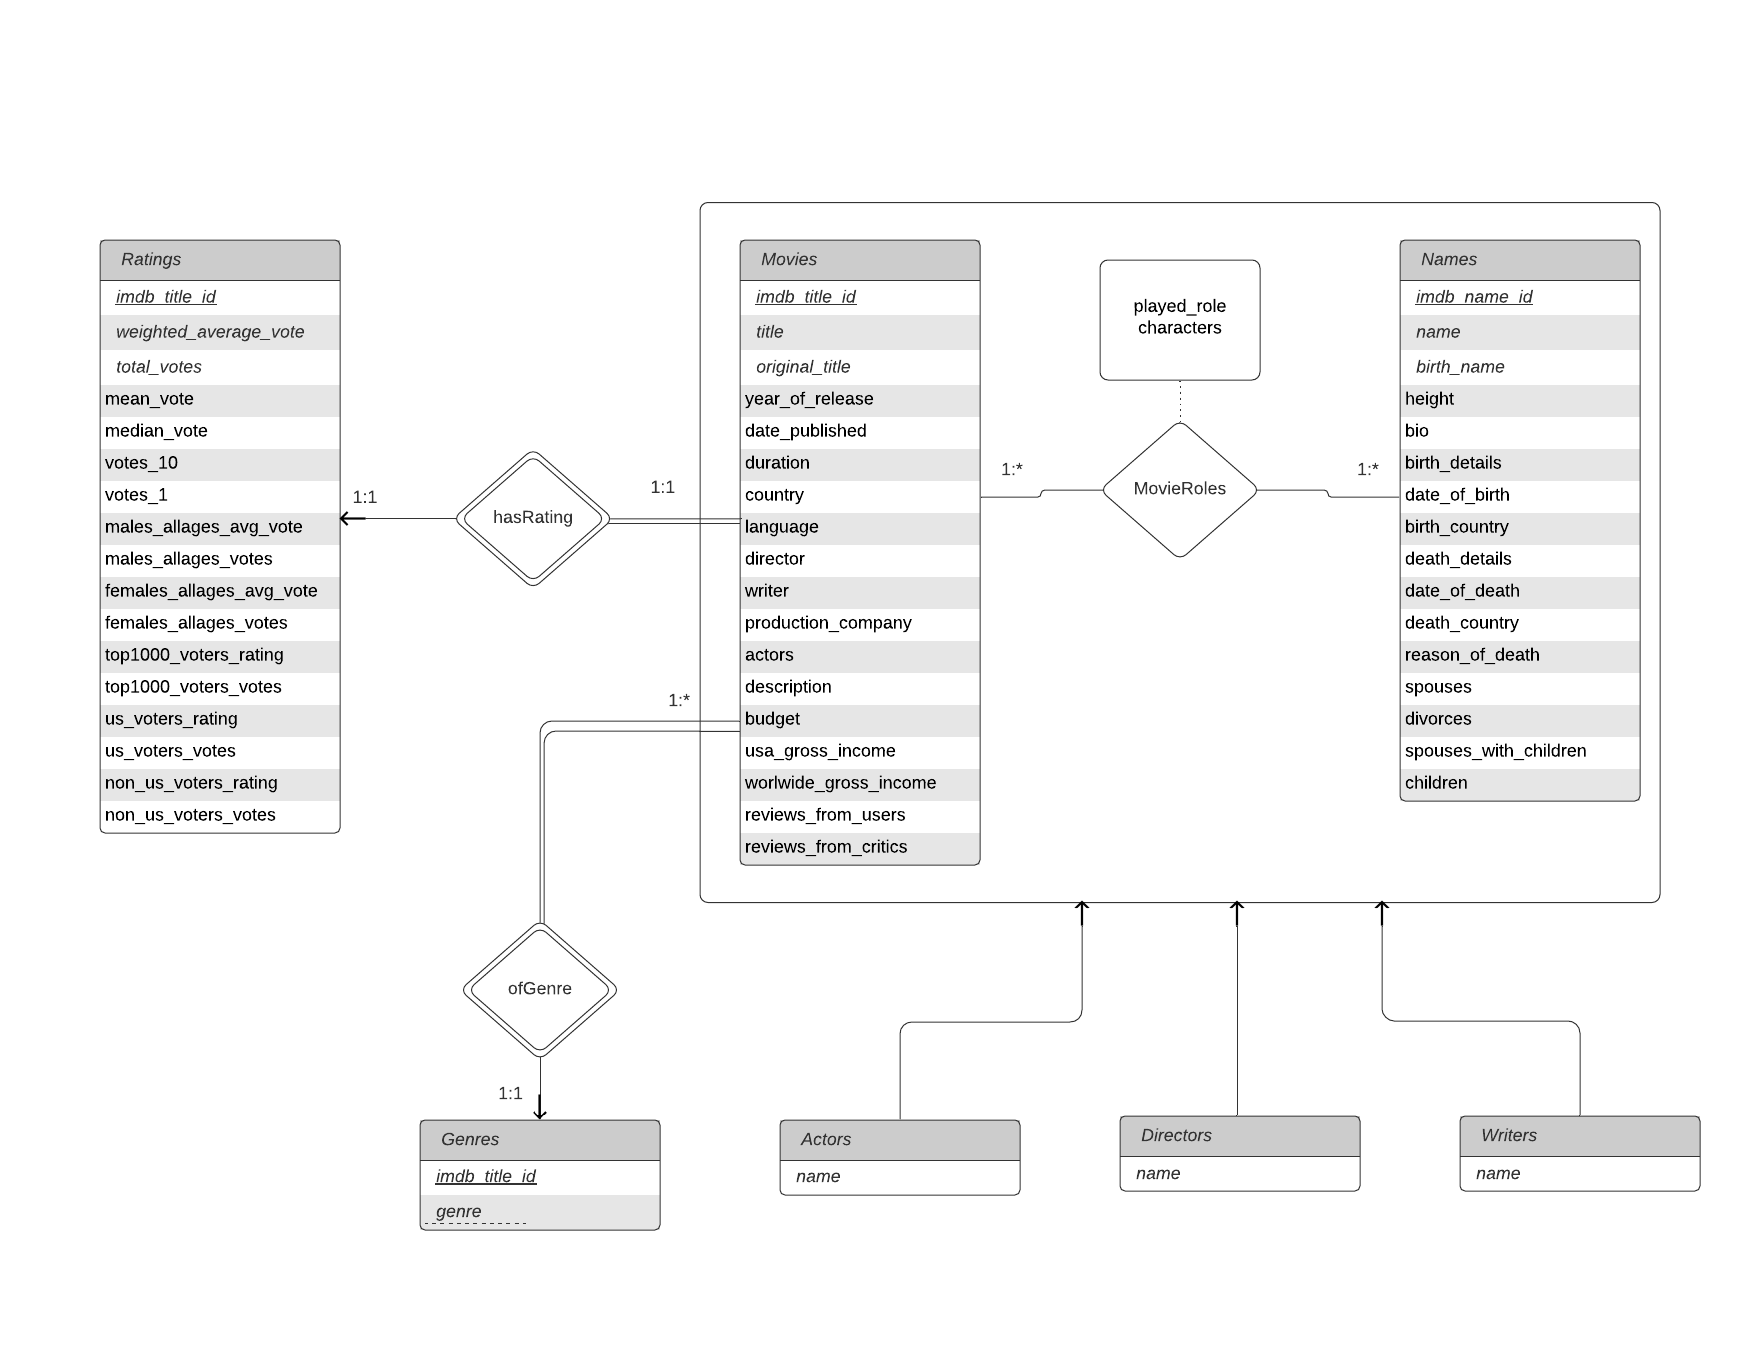 Ratings
imdb_title_id
weighted_average_vote
total_votes
mean_vote
median_vote
votes_10
votes_1
males_allages_avg_vote
males_allages_votes
females_allages_avg_vote
females_allages_votes
top1000_voters_rating
top1000_voters_votes
us_voters_rating
us_voters_votes
non_us_voters_rating
non_us_voters_votes
1:1
hasRating
1:1
Movies
imdb_title_id
title
original_title
year_of_release
date_published
duration
country
language
director
writer
production_company
actors
description
budget
usa_gross_income
worlwide_gross_income
reviews_from_users
reviews_from_critics
played_role
characters
1:*
MovieRoles
1:*
Names
imdb_name_id
name
birth_name
height
bio
birth_details
date_of_birth
birth_country
death_details
date_of_death
death_country
reason_of_death
spouses
divorces
spouses_with_children
children
1:*
ofGenre
1:1
Genres
imdb_title_id
genre
Actors
name
Directors
name
Writers
name